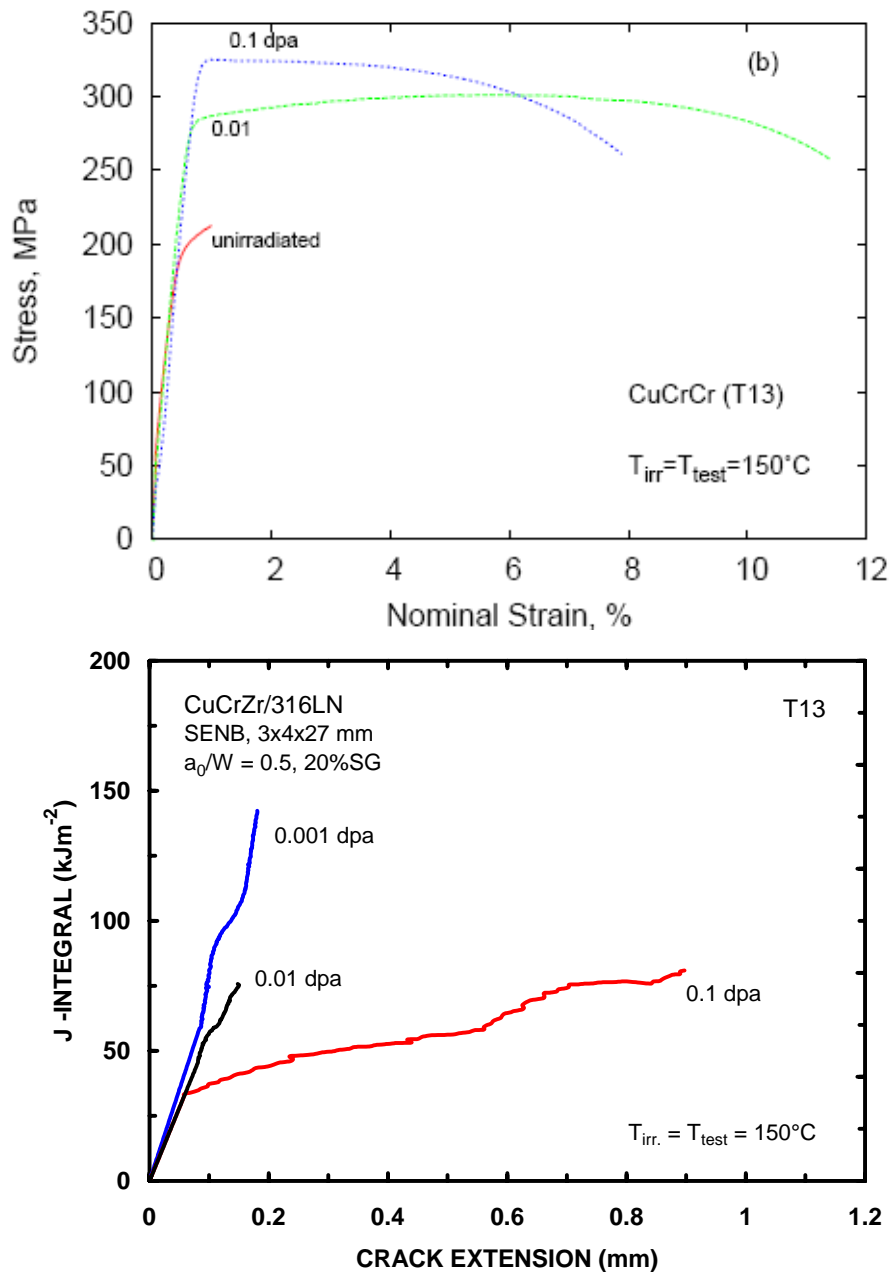 350
0.1 dpa
(b)
300
0.01
250
unirradiated
200
150
100
CuCrCr (T13)
50
T_irr=T_test=150°C
0
0 2 4 6 8 10 12
Stress, MPa
Nominal Strain, %
200
CuCrZr/316LN
T13
SENB, 3x4x27 mm
a₀/W = 0.5, 20%SG
150
0.001 dpa
100
0.01 dpa
0.1 dpa
50
T_irr. = T_test = 150°C
0
0 0.2 0.4 0.6 0.8 1 1.2
J -INTEGRAL (kJm⁻²)
CRACK EXTENSION (mm)